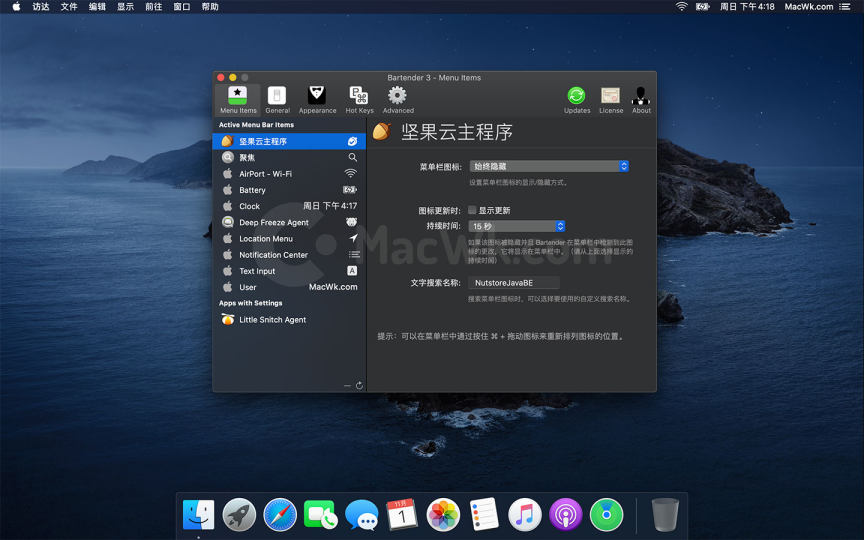 访达 文件 编辑 显示 前往 窗口 帮助 周日 下午4:18 MacWk.com
Bartender 3 - Menu Items
Menu Items General Appearance Hot Keys Advanced Updates License About
Active Menu Bar Items
坚果云主程序
聚焦
AirPort - Wi-Fi
Battery
Clock 周日 下午4:17
Deep Freeze Agent
Location Menu
Notification Center
Text Input A
User MacWk.com
Apps with Settings
Little Snitch Agent
坚果云主程序
菜单栏图标: 始终隐藏
设置菜单栏图标的显示/隐藏方式。
图标更新时: 显示更新
持续时间: 15 秒
如果该图标被隐藏并且 Bartender 在菜单栏中检测到此图
标的更改，它将显示在菜单栏中。（请从上面选择显示的
持续时间）
文字搜索名称: NutstoreJavaBE
搜索菜单栏图标时，可以选择要使用的自定义搜索名称。
提示：可以在菜单栏中通过按住 ⌘ + 拖动图标来重新排列图标的位置。
MacWk.com
11月
1